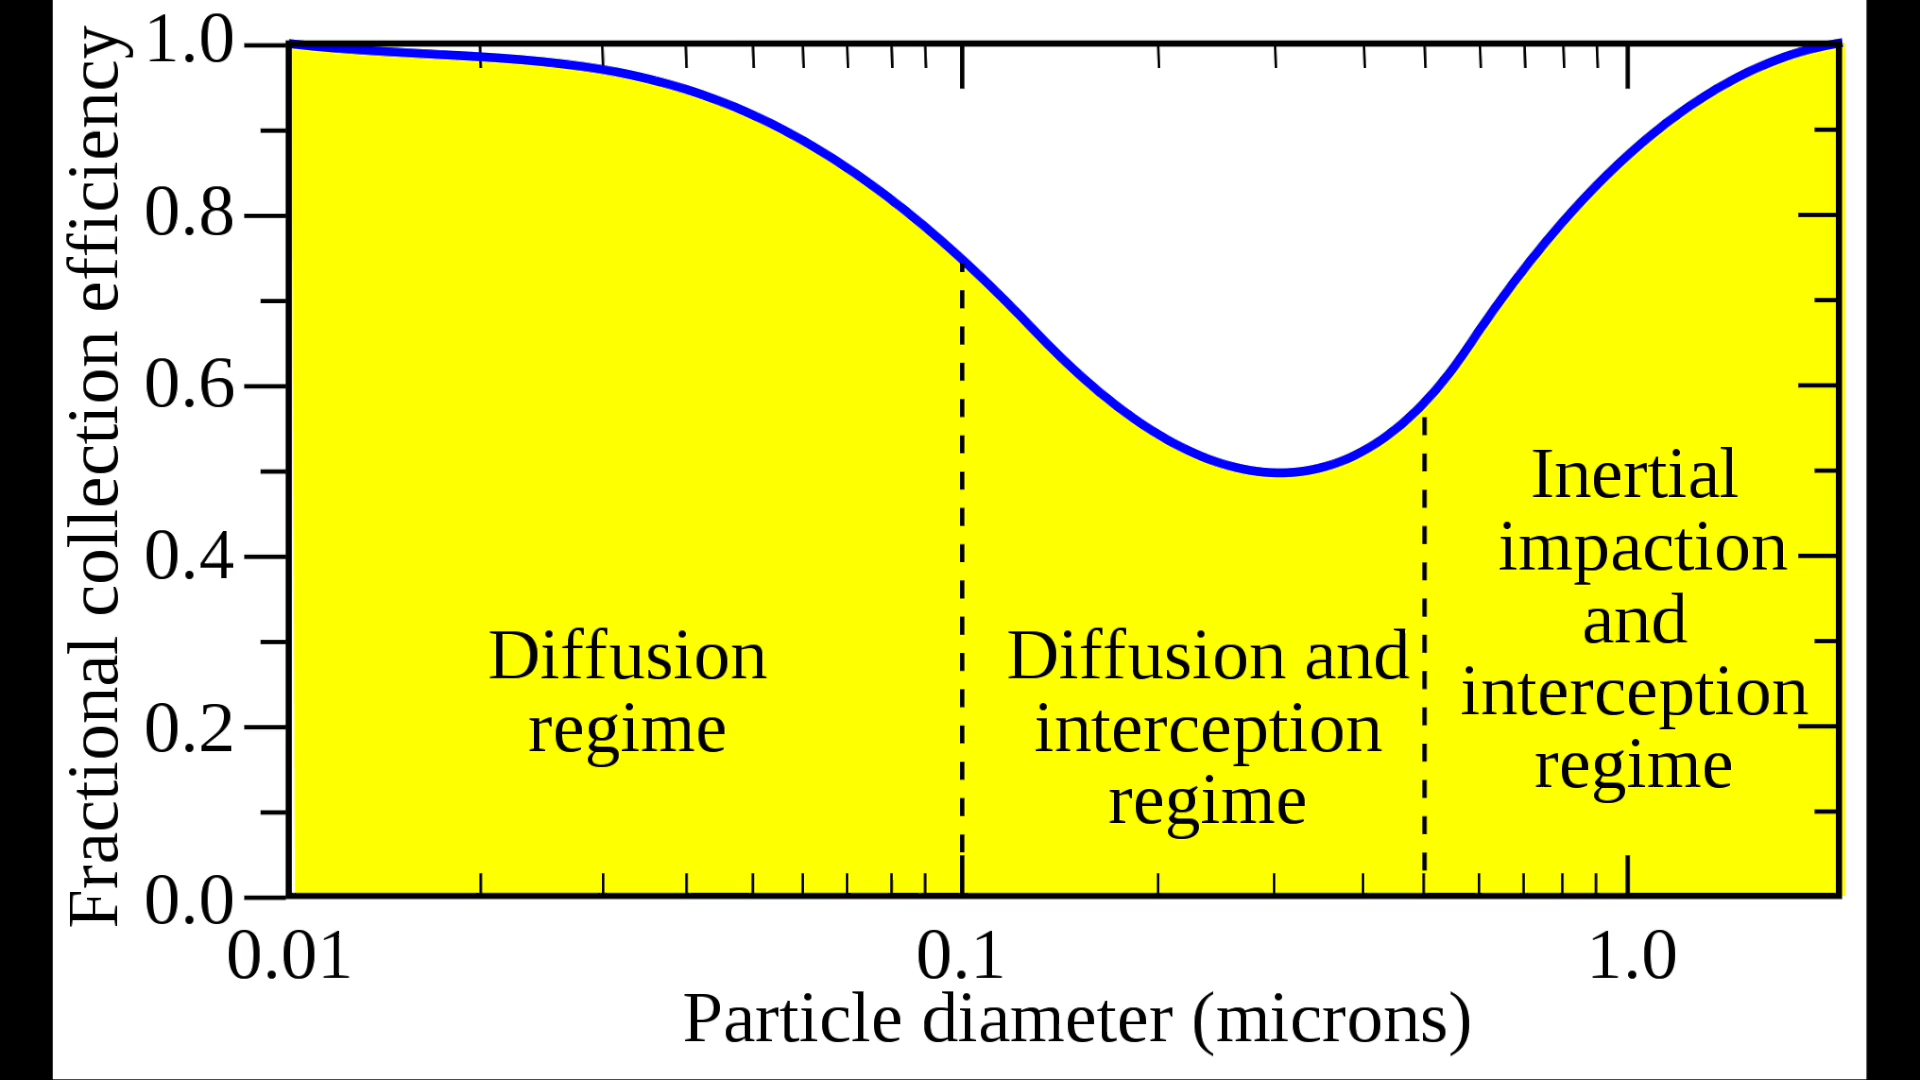 Fractional collection efficiency
1.0
0.8
0.6
0.4
0.2
0.0
Diffusion
regime
Diffusion and
interception
regime
Inertial
impaction
and
interception
regime
0.01
0.1
1.0
Particle diameter (microns)